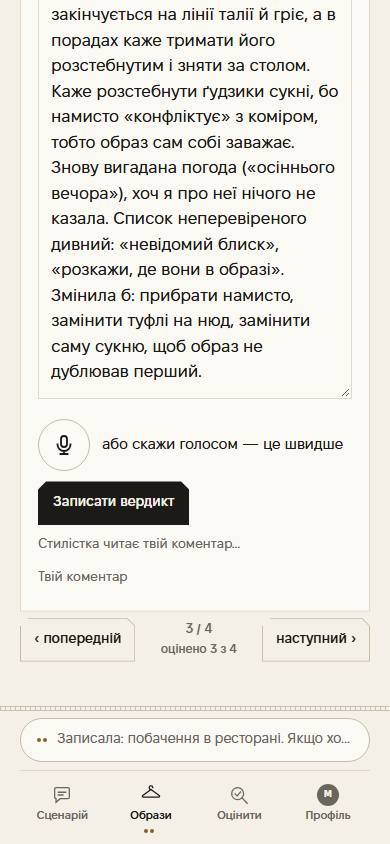 закінчується на лінії талії й гріє, а в
порадах каже тримати його
розстебнутим і зняти за столом.
Каже розстебнути ґудзики сукні, бо
намисто «конфліктує» з коміром,
тобто образ сам собі заважає.
Знову вигадана погода («осіннього
вечора»), хоч я про неї нічого не
казала. Список неперевіреного
дивний: «невідомий блиск»,
«розкажи, де вони в образі».
Змінила б: прибрати намисто,
замінити туфлі на нюд, замінити
саму сукню, щоб образ не
дублював перший.
або скажи голосом — це швидше
Записати вердикт
Стилістка читає твій коментар...
Твій коментар
‹ попередній
3 / 4
оцінено 3 з 4
наступний ›
Записала: побачення в ресторані. Якщо хо...
Сценарій
Образи
Оцінити
М
Профіль